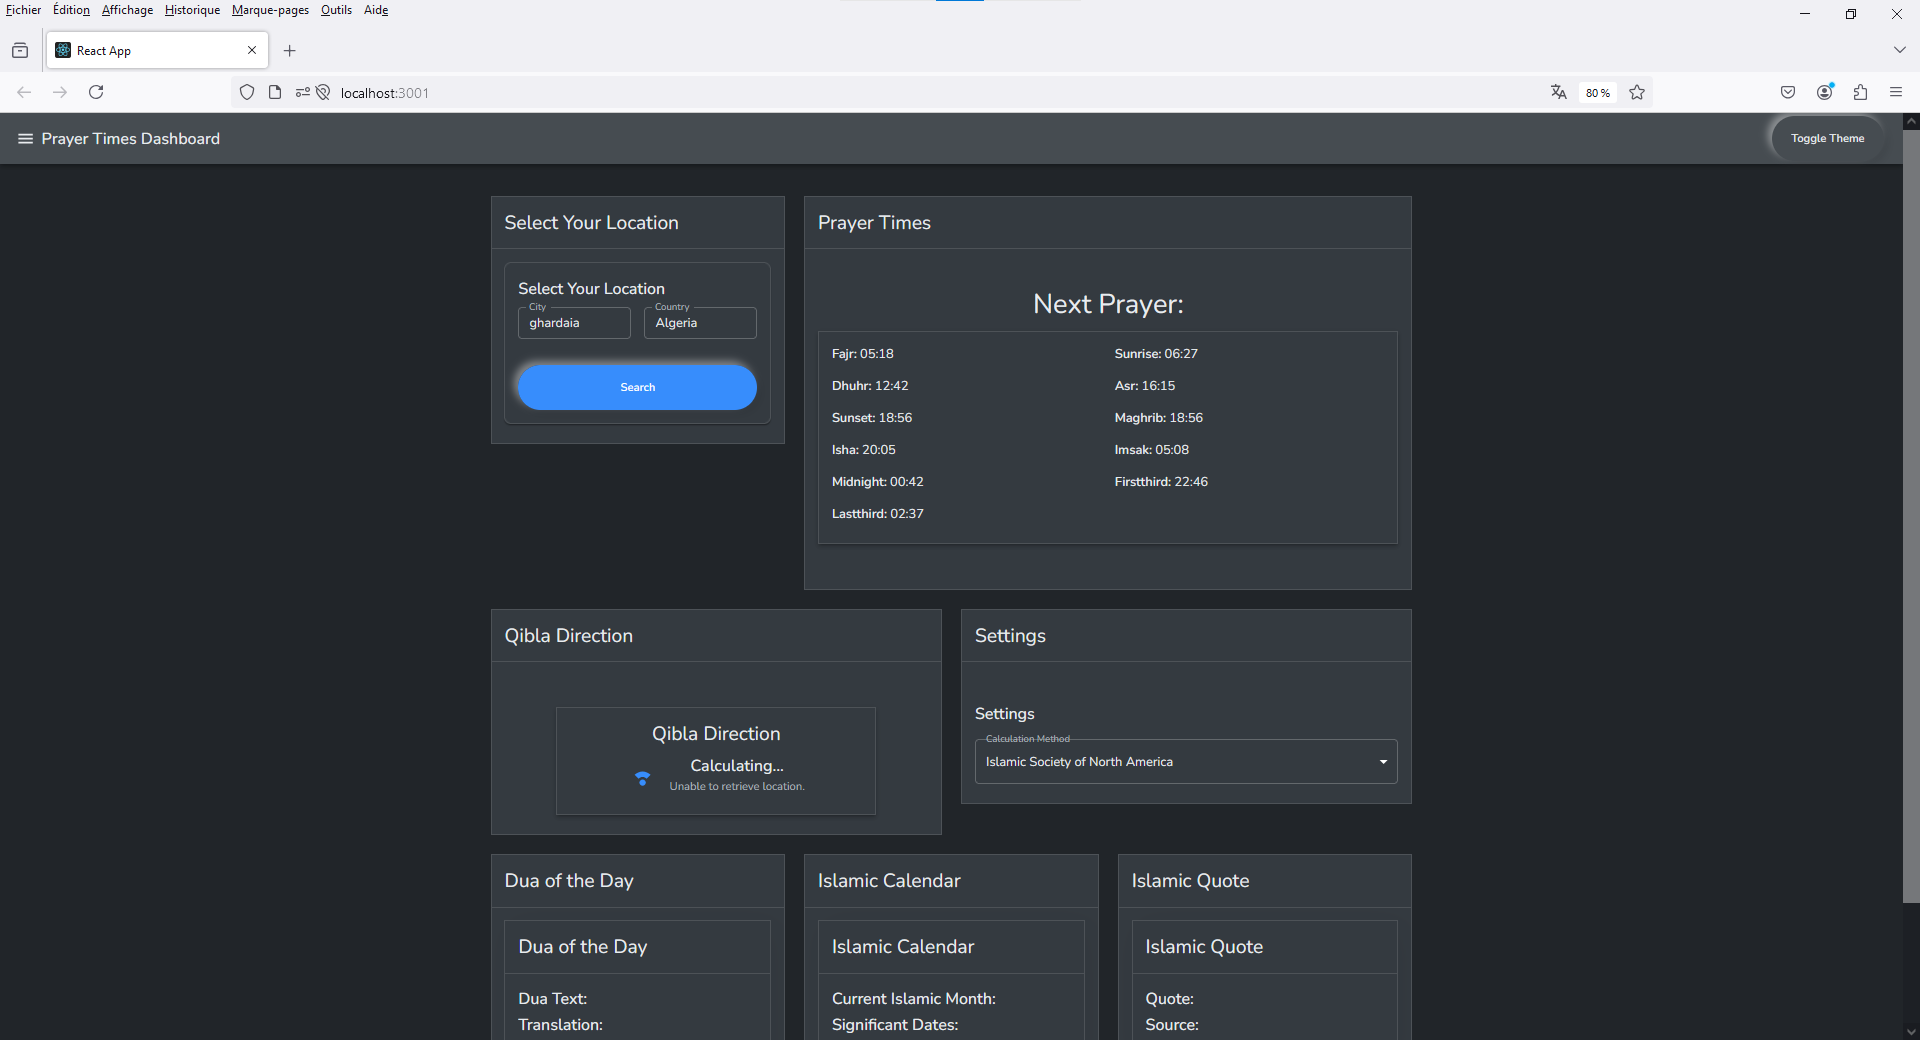 Fichier Édition Affichage Historique Marque-pages Outils Aide
React App
localhost:3001
80 %
Prayer Times Dashboard
Toggle Theme
Select Your Location
Select Your Location
City
ghardaia
Country
Algeria
Search
Prayer Times
Next Prayer:
Fajr: 05:18
Sunrise: 06:27
Dhuhr: 12:42
Asr: 16:15
Sunset: 18:56
Maghrib: 18:56
Isha: 20:05
Imsak: 05:08
Midnight: 00:42
Firstthird: 22:46
Lastthird: 02:37
Qibla Direction
Qibla Direction
Calculating...
Unable to retrieve location.
Settings
Settings
Calculation Method
Islamic Society of North America
Dua of the Day
Dua of the Day
Dua Text:
Translation:
Islamic Calendar
Islamic Calendar
Current Islamic Month:
Significant Dates:
Islamic Quote
Islamic Quote
Quote:
Source: